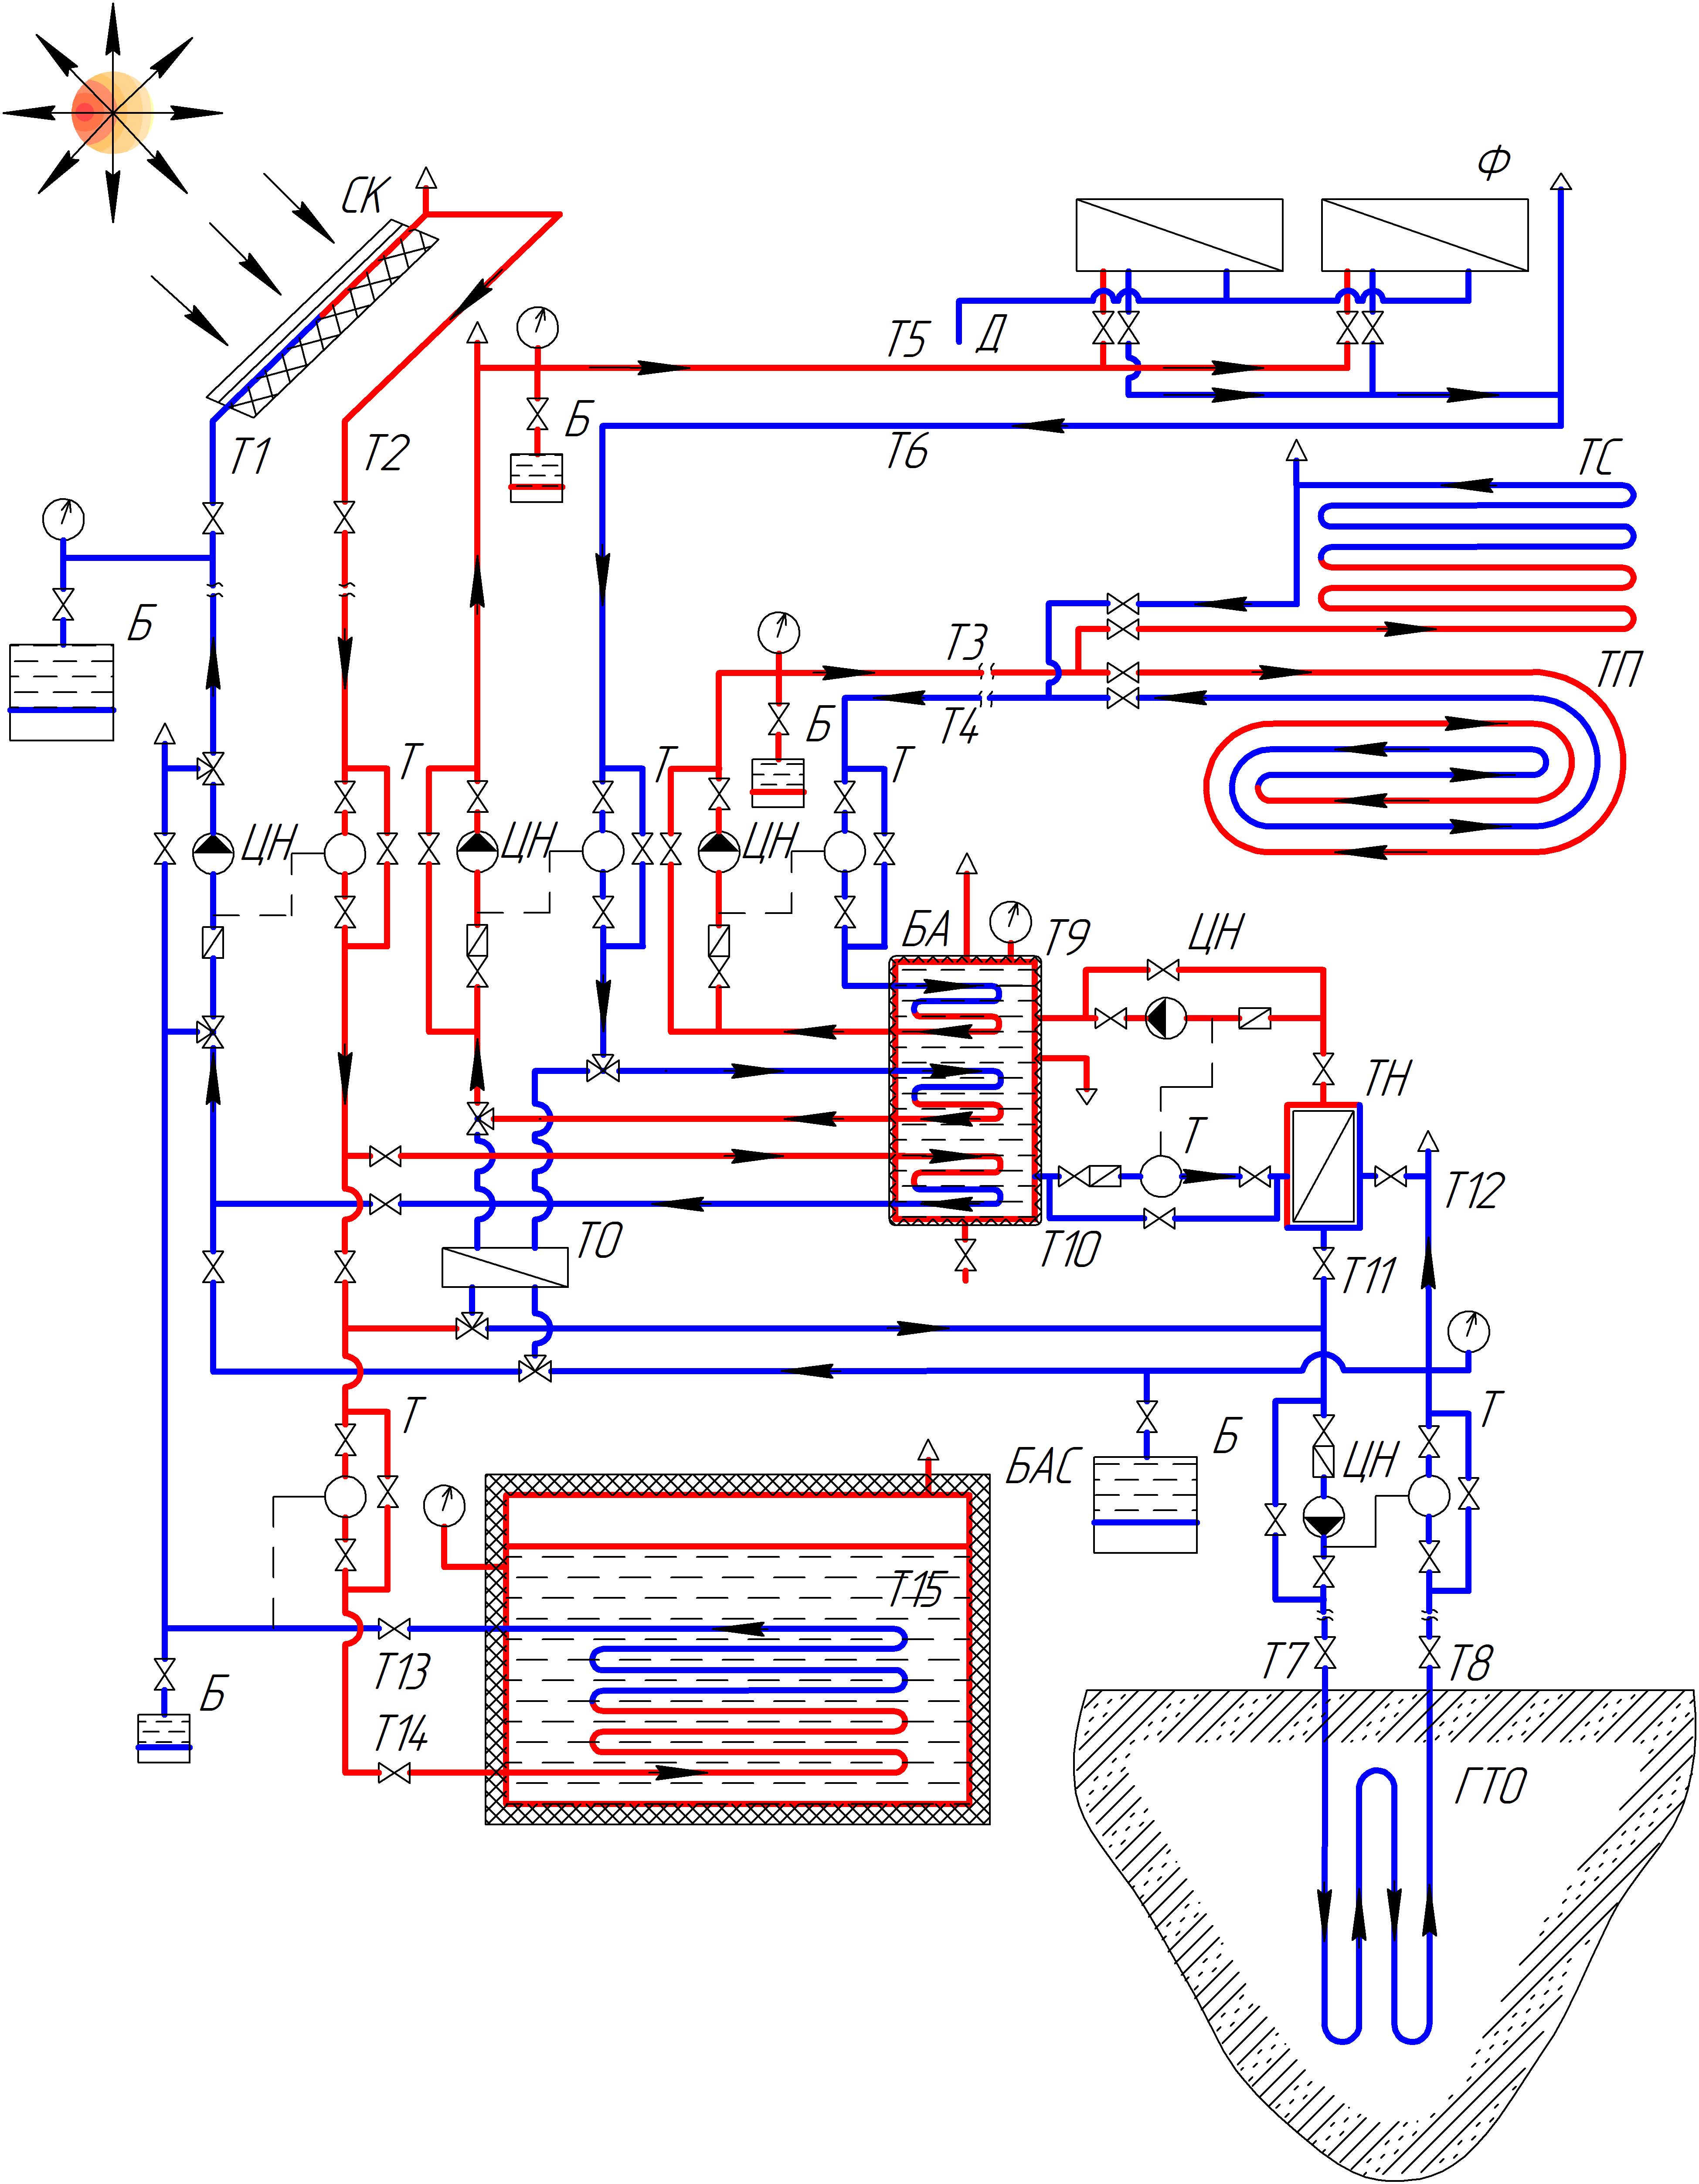 СК
Ф
Т5
Д
Б
Т1
Т2
Т6
ТС
Б
Т3
ТП
Т4
Б
Т
Т
Т
ЦН
ЦН
ЦН
БА
Т9
ЦН
ТН
Т
Т12
ТО
Т10
Т11
Т
Т
Б
БАС
ЦН
Т15
Т13
Т7
Т8
Б
Т14
ГТО